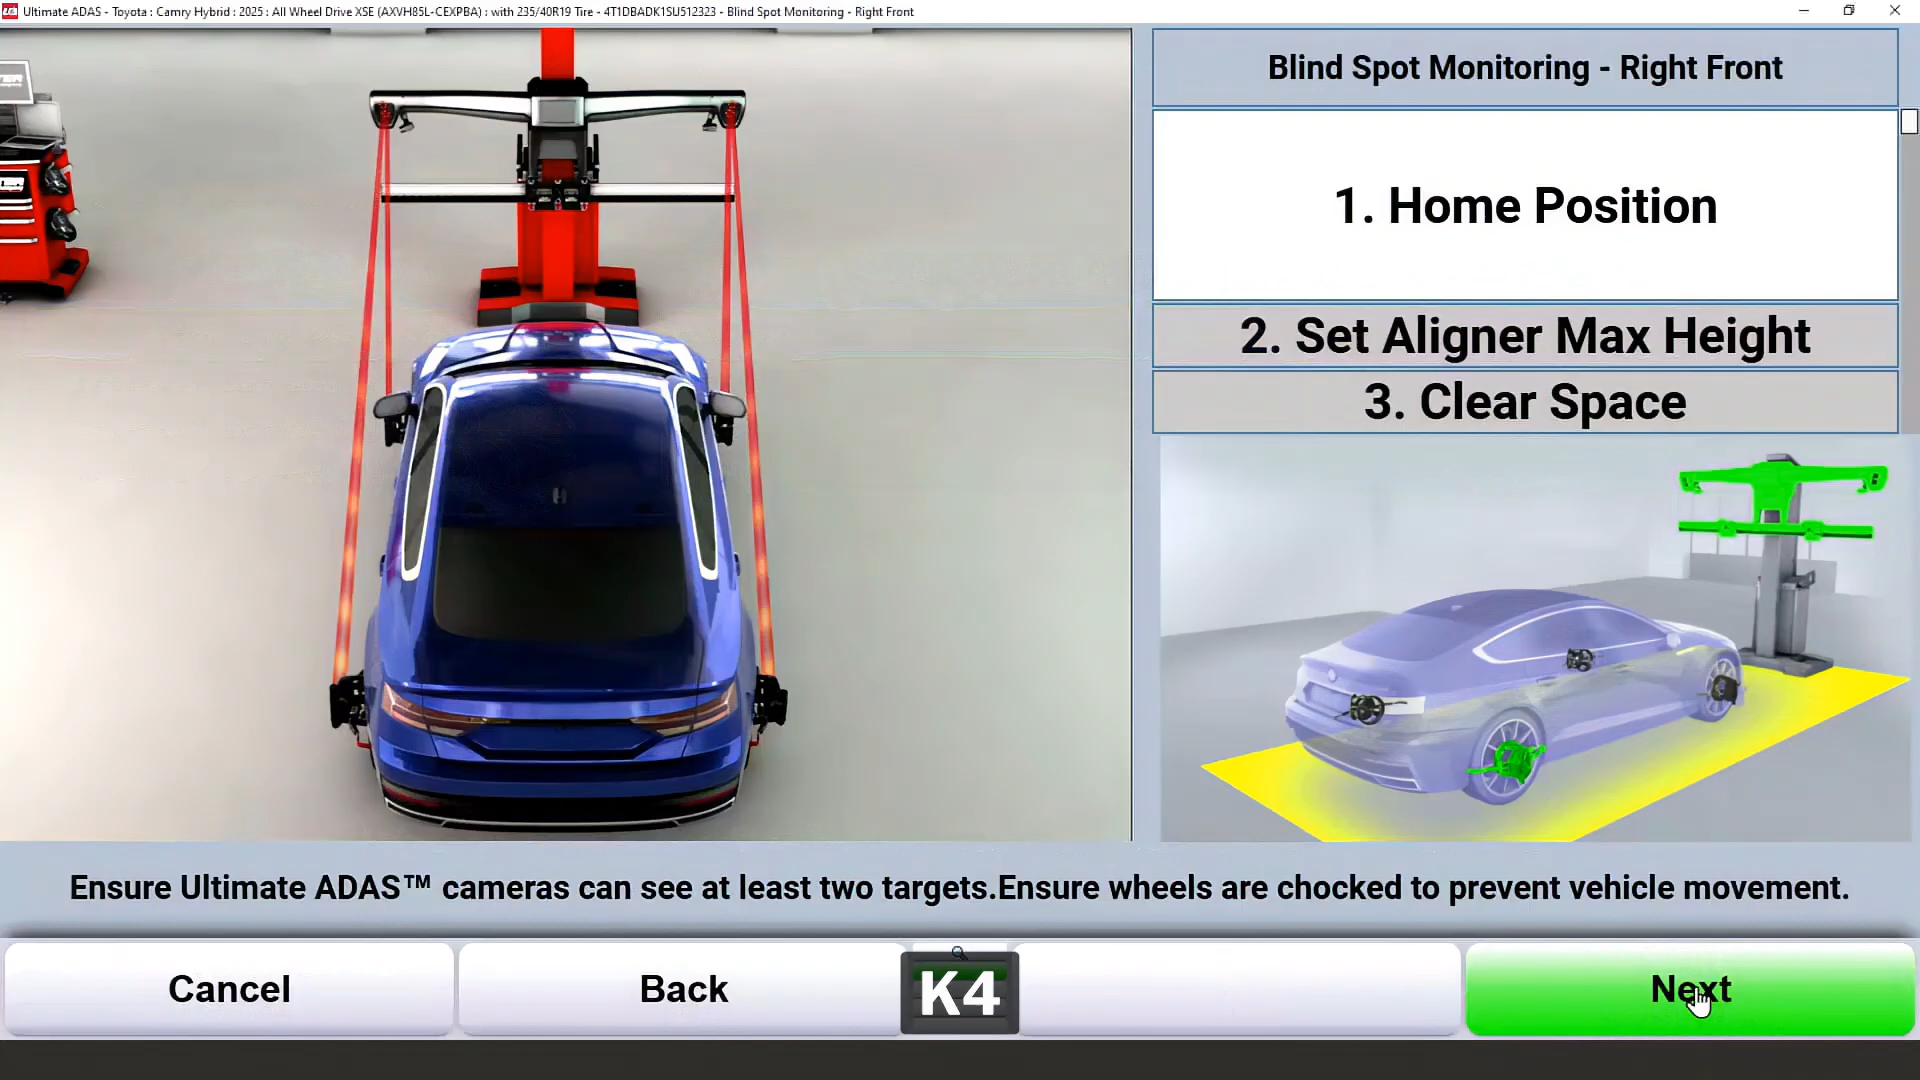 Ultimate ADAS - Toyota : Camry Hybrid : 2025 : All Wheel Drive XSE (AXVH85L-CEXPBA) : with 235/40R19 Tire - 4T1DBADK1SU512323 - Blind Spot Monitoring - Right Front
Blind Spot Monitoring - Right Front
1. Home Position
2. Set Aligner Max Height
3. Clear Space
Ensure Ultimate ADAS™ cameras can see at least two targets.Ensure wheels are chocked to prevent vehicle movement.
Cancel
Back
K4
Next